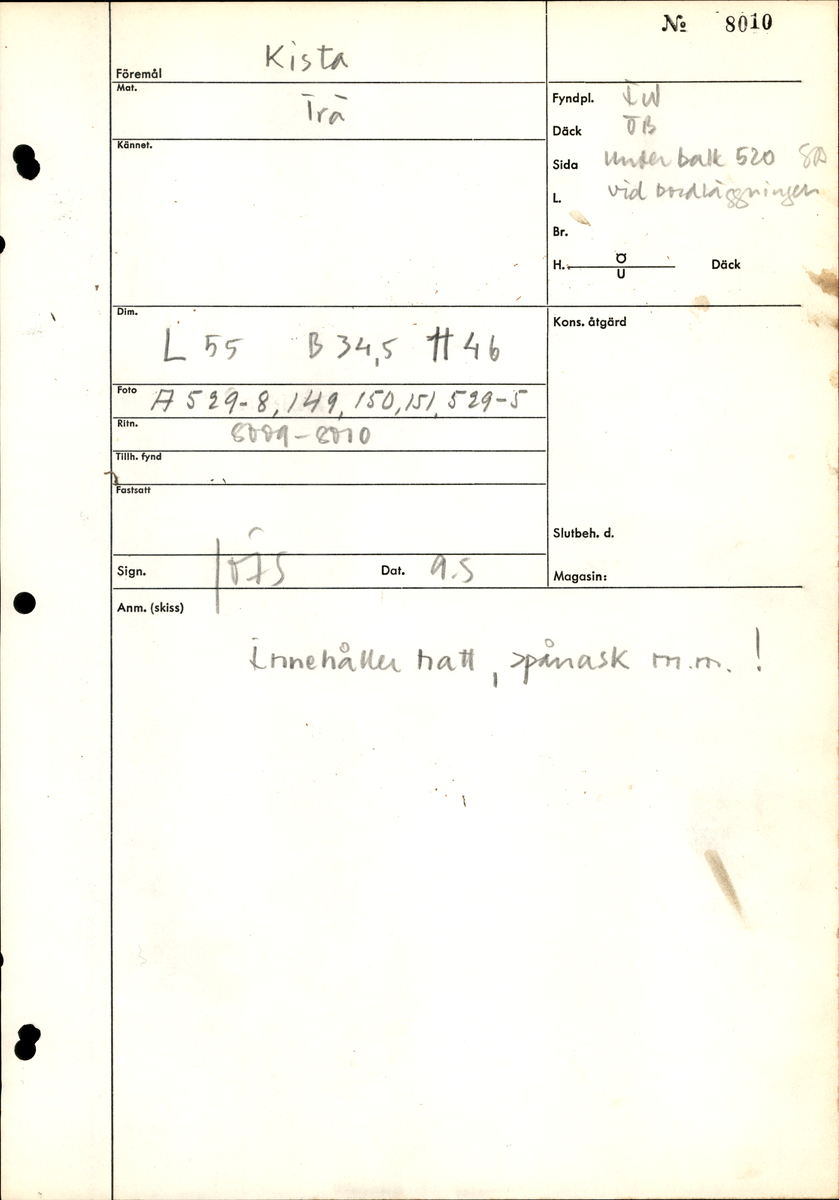 № 8010
Föremål Kista
Mat. Trä
Kännet.
Fyndpl. IW
Däck ÖB
Sida under balk 520 SB
L. vid bordläggningen
Br.
H. Ö Däck
U
Dim.
L 55 B 34,5 H 46
Kons. åtgärd
Foto A 529-8, 149, 150, 151, 529-5
Ritn. 8009-8010
Tillh. fynd
Fastsatt
Slutbeh. d.
Sign. Dat. 9.5
Magasin:
Anm. (skiss)
Innehåller hatt, spånask m.m. !